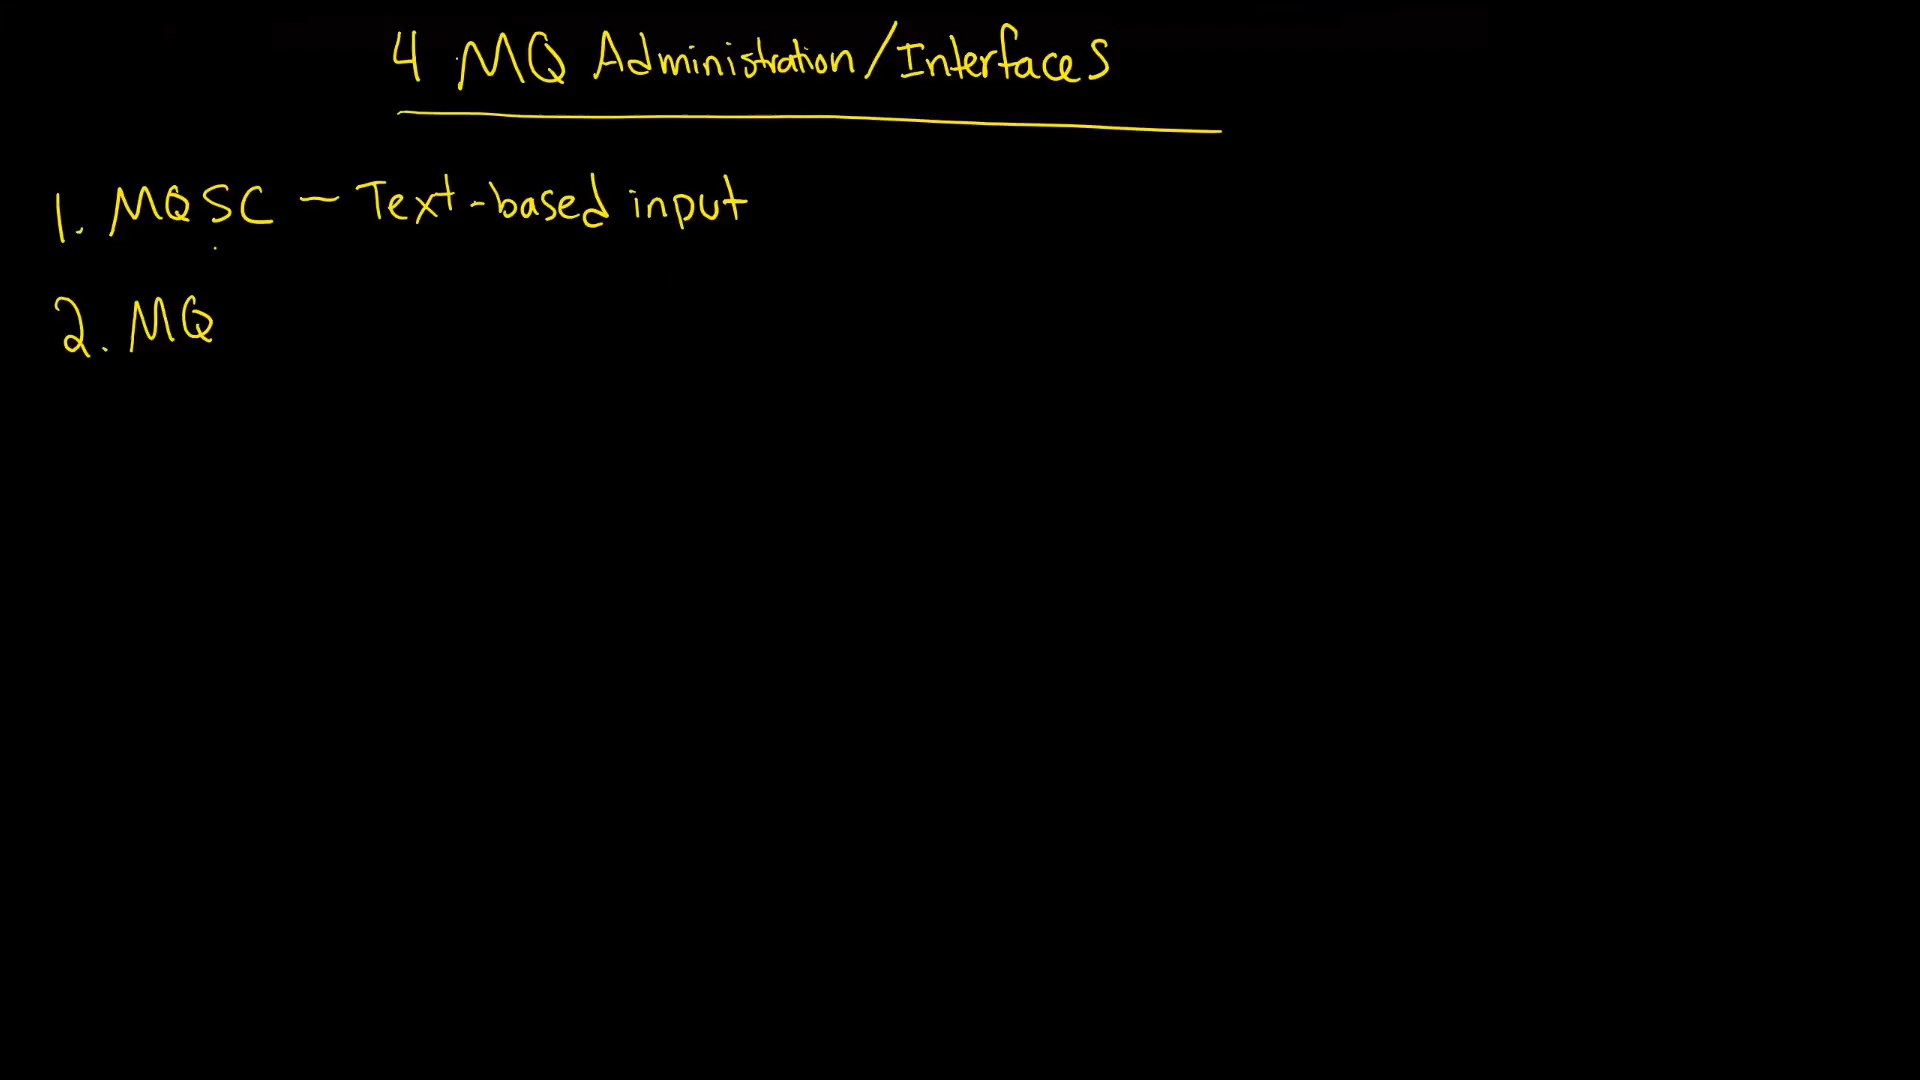 4 MQ Administration/Interfaces
1. MQSC - Text-based input
2. MQ